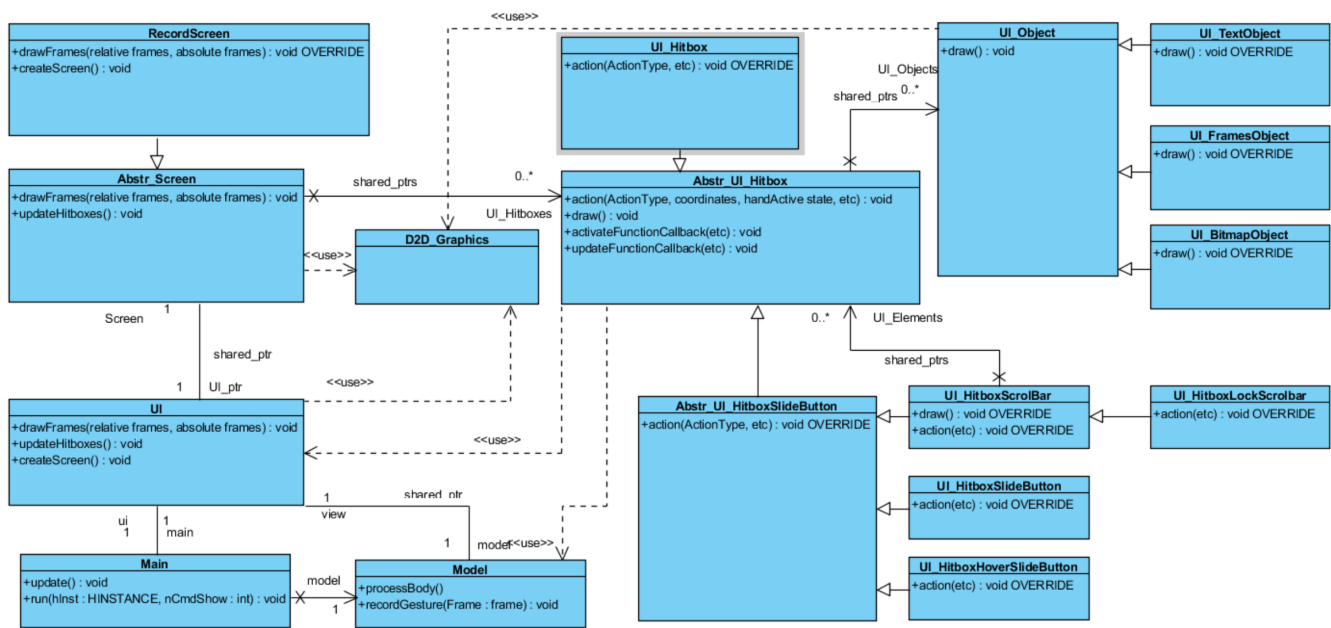 <<use>>
RecordScreen
+drawFrames(relative frames, absolute frames) : void OVERRIDE
+createScreen() : void
UI_Hitbox
+action(ActionType, etc) : void OVERRIDE
UI_Object
+draw() : void
UI_TextObject
+draw() : void OVERRIDE
UI_Objects
shared_ptrs
0..*
UI_FramesObject
+draw() : void OVERRIDE
UI_BitmapObject
+draw() : void OVERRIDE
Abstr_Screen
+drawFrames(relative frames, absolute frames) : void
+updateHitboxes() : void
shared_ptrs
0..*
UI_Hitboxes
Abstr_UI_Hitbox
+action(ActionType, coordinates, handActive state, etc) : void
+draw() : void
+activateFunctionCallback(etc) : void
+updateFunctionCallback(etc) : void
<<use>>
D2D_Graphics
1
Screen
shared_ptr
1
UI_ptr
<<use>>
0..*
UI_Elements
shared_ptrs
UI
+drawFrames(relative frames, absolute frames) : void
+updateHitboxes() : void
+createScreen() : void
<<use>>
Abstr_UI_HitboxSlideButton
+action(ActionType, etc) : void OVERRIDE
UI_HitboxScrolBar
+draw() : void OVERRIDE
+action(etc) : void OVERRIDE
UI_HitboxLockScrolbar
+action(etc) : void OVERRIDE
UI_HitboxSlideButton
+action(etc) : void OVERRIDE
UI_HitboxHoverSlideButton
+action(etc) : void OVERRIDE
1
view
shared_ptr
1
model
<<use>>
ui
1
1
main
Main
+update() : void
+run(hInst : HINSTANCE, nCmdShow : int) : void
model
1
Model
+processBody()
+recordGesture(Frame : frame) : void